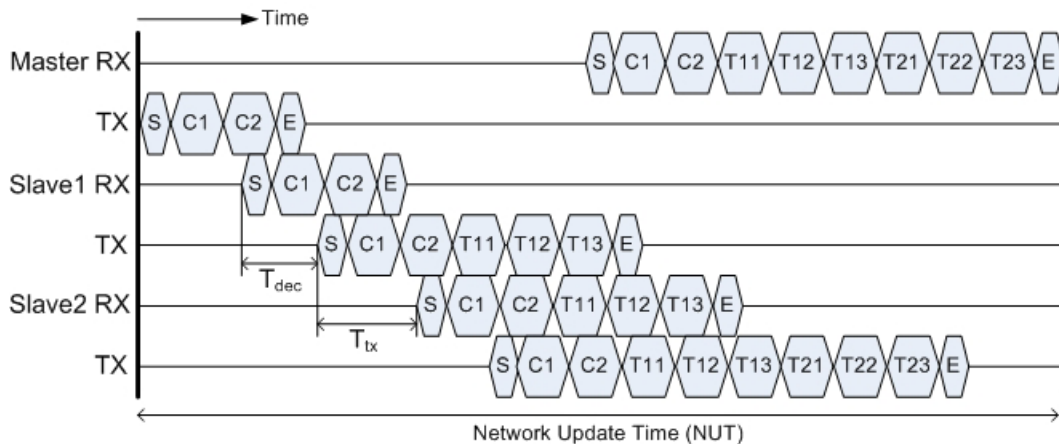 Time
Master RX S C1 C2 T11 T12 T13 T21 T22 T23 E
TX S C1 C2 E
Slave1 RX S C1 C2 E
TX S C1 C2 T11 T12 T13 E
Tdec
Slave2 RX S C1 C2 T11 T12 T13 E
Ttx
TX S C1 C2 T11 T12 T13 T21 T22 T23 E
Network Update Time (NUT)